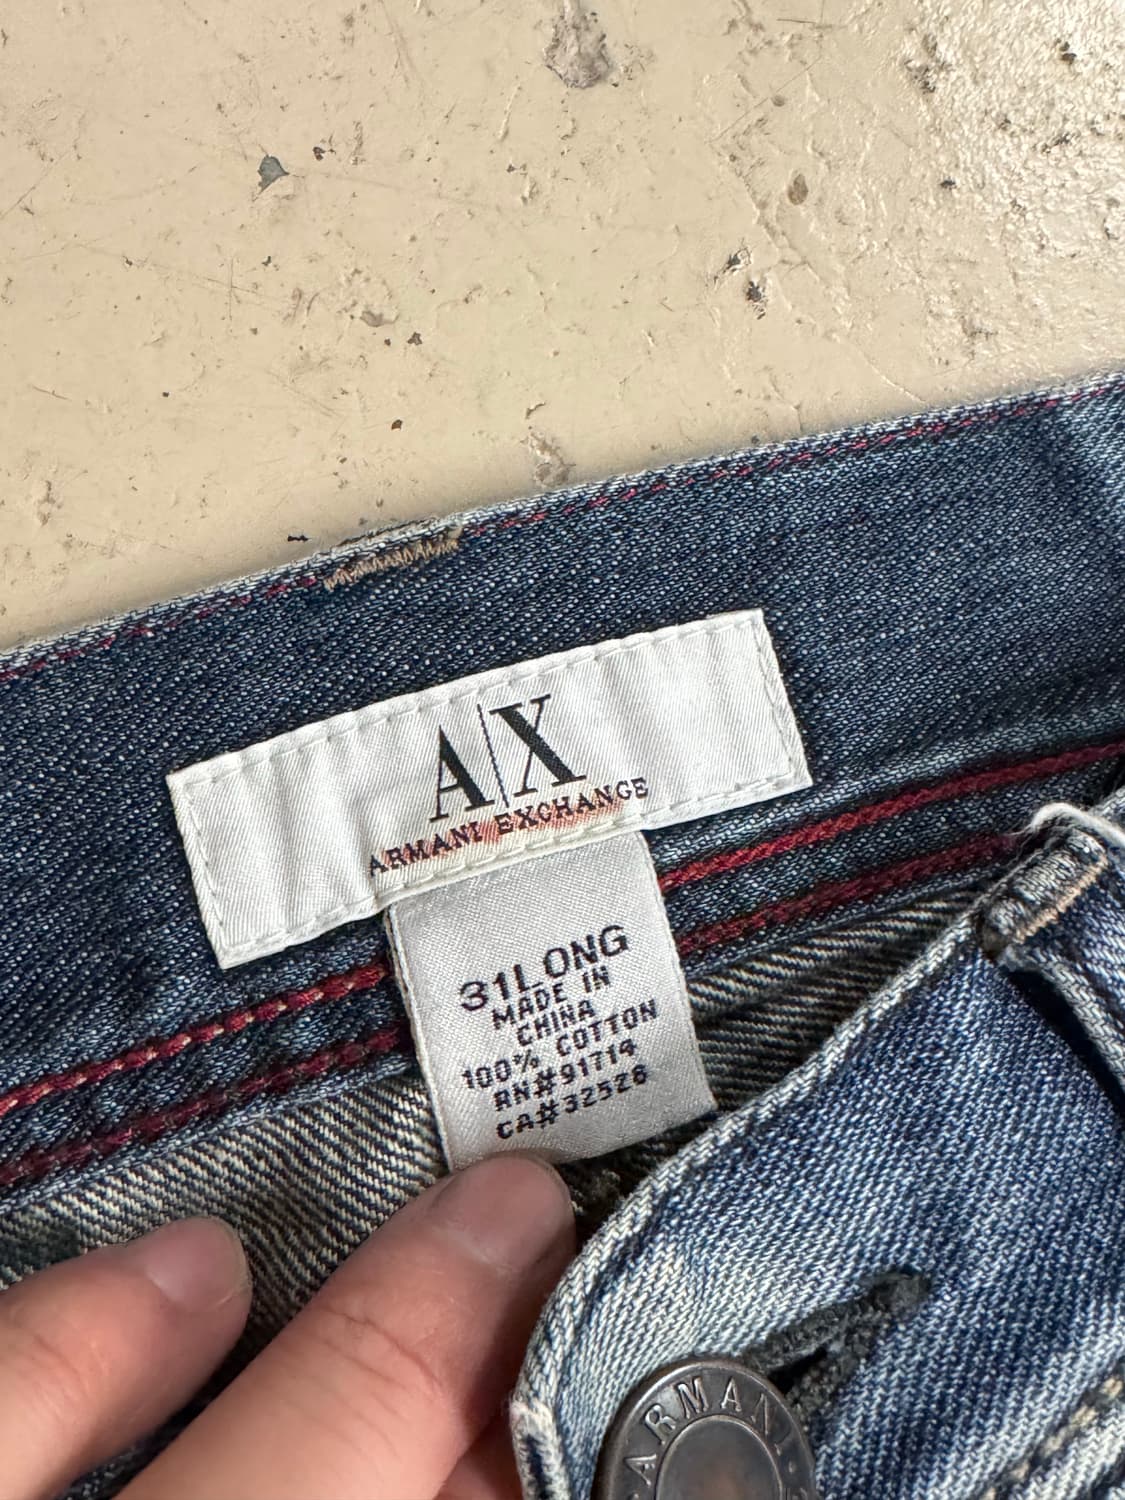 A|X
ARMANI EXCHANGE
31LONG
MADE IN
CHINA
100% COTTON
RN#91714
CA#32528
ARMANI